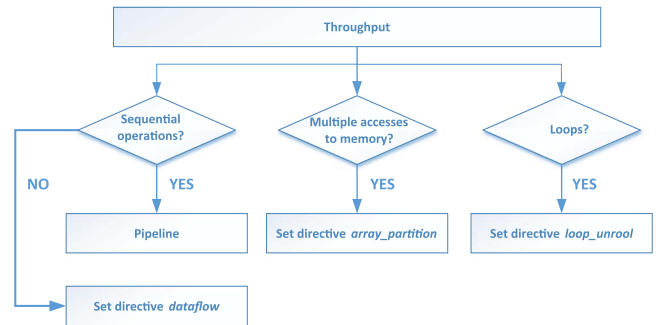 Throughput
Sequential
operations?
Multiple accesses
to memory?
Loops?
NO
YES
YES
YES
Pipeline
Set directive array_partition
Set directive loop_unrool
Set directive dataflow